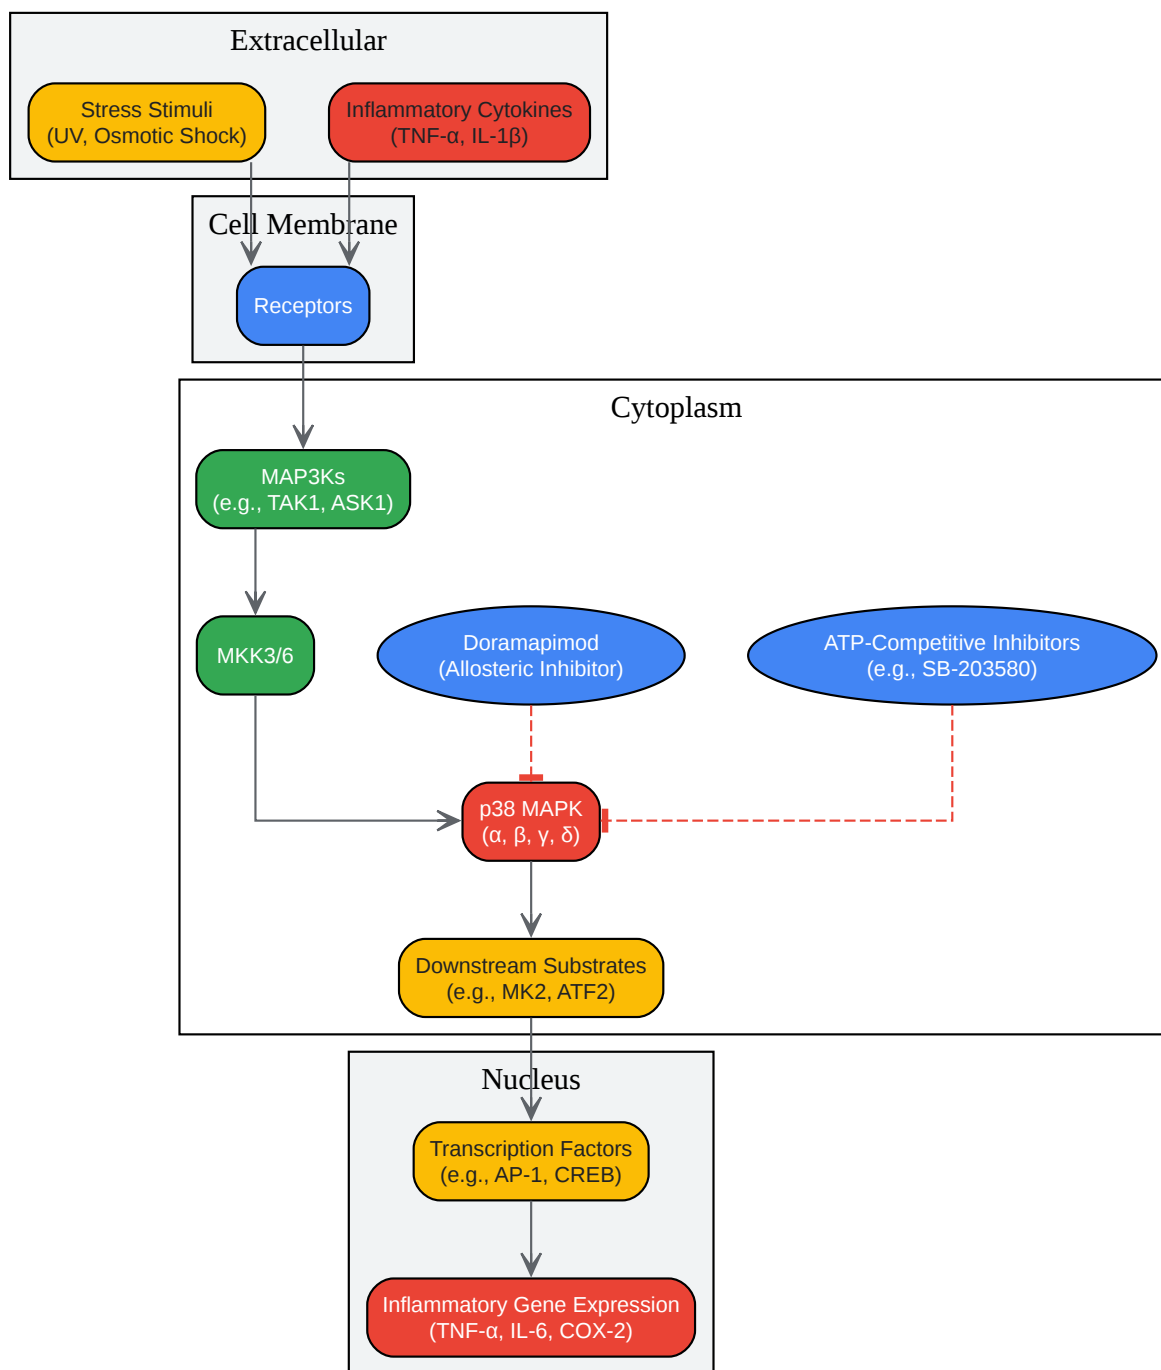 Extracellular
Stress Stimuli
(UV, Osmotic Shock)
Inflammatory Cytokines
(TNF-α, IL-1β)
Cell Membrane
Receptors
Cytoplasm
MAP3Ks
(e.g., TAK1, ASK1)
MKK3/6
Doramapimod
(Allosteric Inhibitor)
ATP-Competitive Inhibitors
(e.g., SB-203580)
p38 MAPK
(α, β, γ, δ)
Downstream Substrates
(e.g., MK2, ATF2)
Nucleus
Transcription Factors
(e.g., AP-1, CREB)
Inflammatory Gene Expression
(TNF-α, IL-6, COX-2)